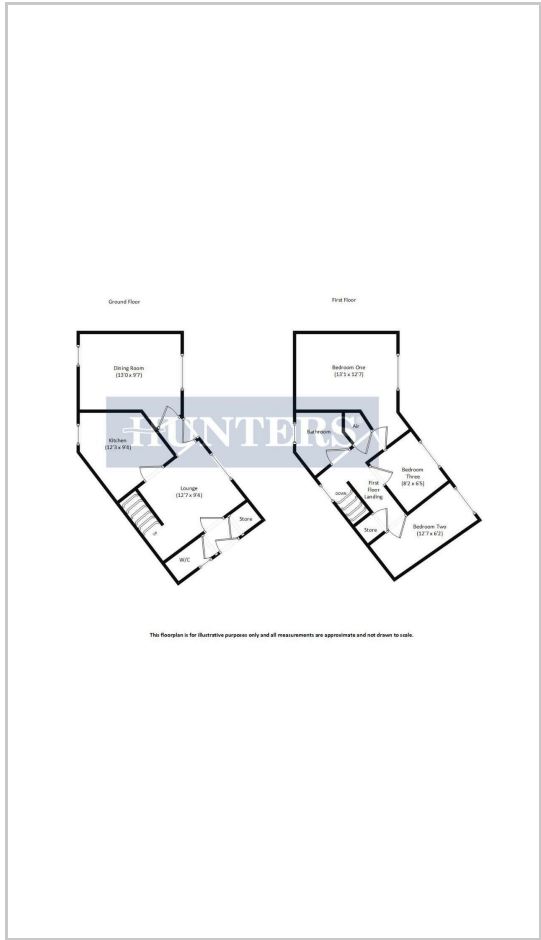 Ground Floor
First Floor
Dining Room
(13'0 x 9'7)
Bedroom One
(13'1 x 12'7)
HUNTERS
Kitchen
(12'3 x 9'4)
Bathroom
Air
Bedroom
Three
(8'2 x 6'5)
Lounge
(12'7 x 9'4)
First
Floor
Landing
DOWN
Store
UP
Store
Bedroom Two
(12'7 x 6'2)
W/C
This floorplan is for illustrative purposes only and all measurements are approximate and not drawn to scale.